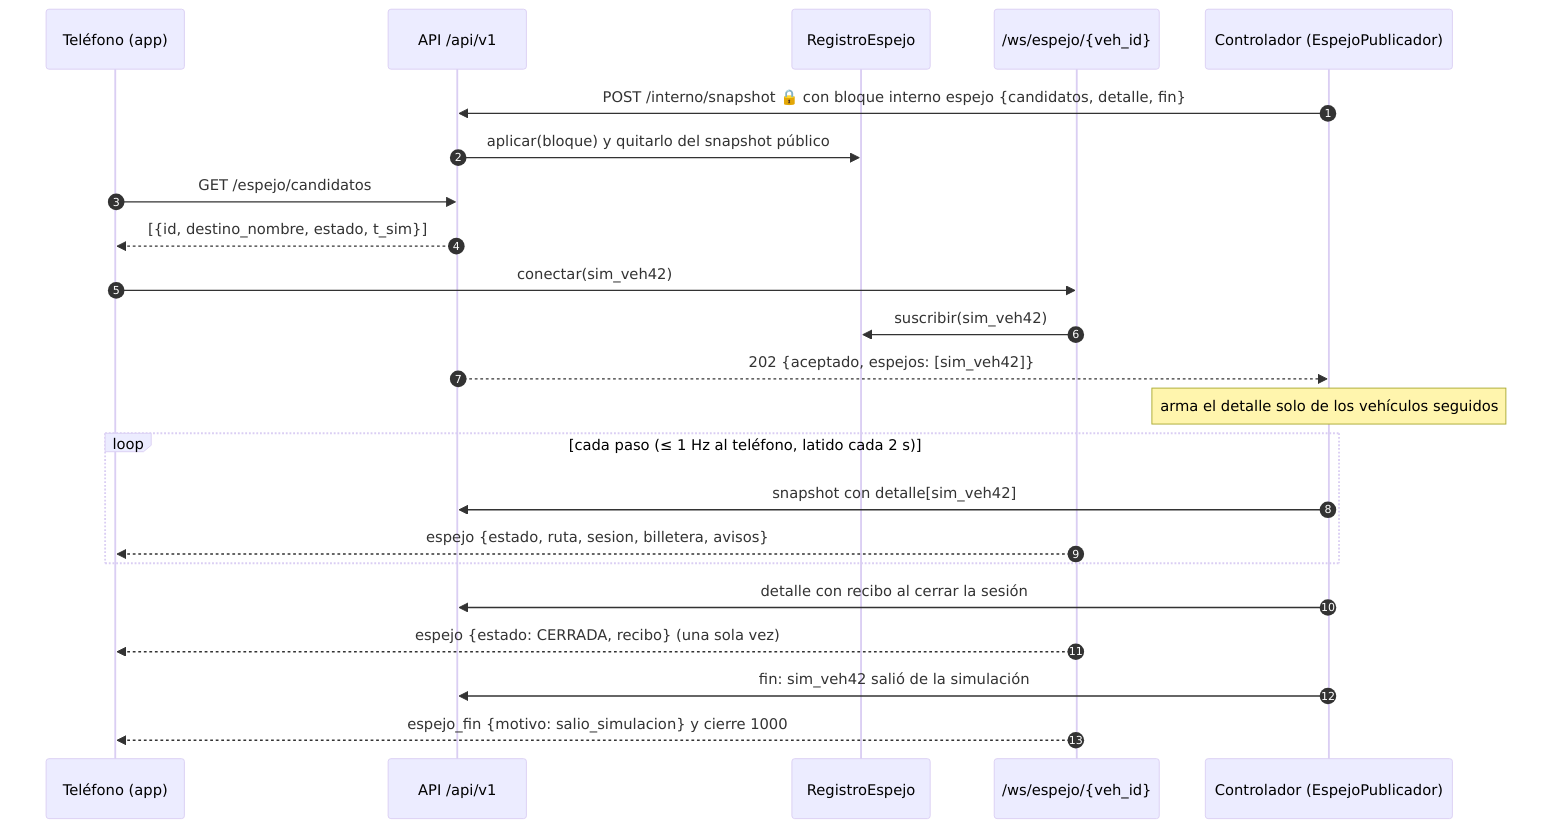 Teléfono (app)
API /api/v1
RegistroEspejo
/ws/espejo/{veh_id}
Controlador (EspejoPublicador)
POST /interno/snapshot 🔒 con bloque interno espejo {candidatos, detalle, fin}
1
aplicar(bloque) y quitarlo del snapshot público
2
GET /espejo/candidatos
3
[{id, destino_nombre, estado, t_sim}]
4
conectar(sim_veh42)
5
suscribir(sim_veh42)
6
202 {aceptado, espejos: [sim_veh42]}
7
arma el detalle solo de los vehículos seguidos
loop
[cada paso (≤ 1 Hz al teléfono, latido cada 2 s)]
snapshot con detalle[sim_veh42]
8
espejo {estado, ruta, sesion, billetera, avisos}
9
detalle con recibo al cerrar la sesión
10
espejo {estado: CERRADA, recibo} (una sola vez)
11
fin: sim_veh42 salió de la simulación
12
espejo_fin {motivo: salio_simulacion} y cierre 1000
13
Teléfono (app)
API /api/v1
RegistroEspejo
/ws/espejo/{veh_id}
Controlador (EspejoPublicador)